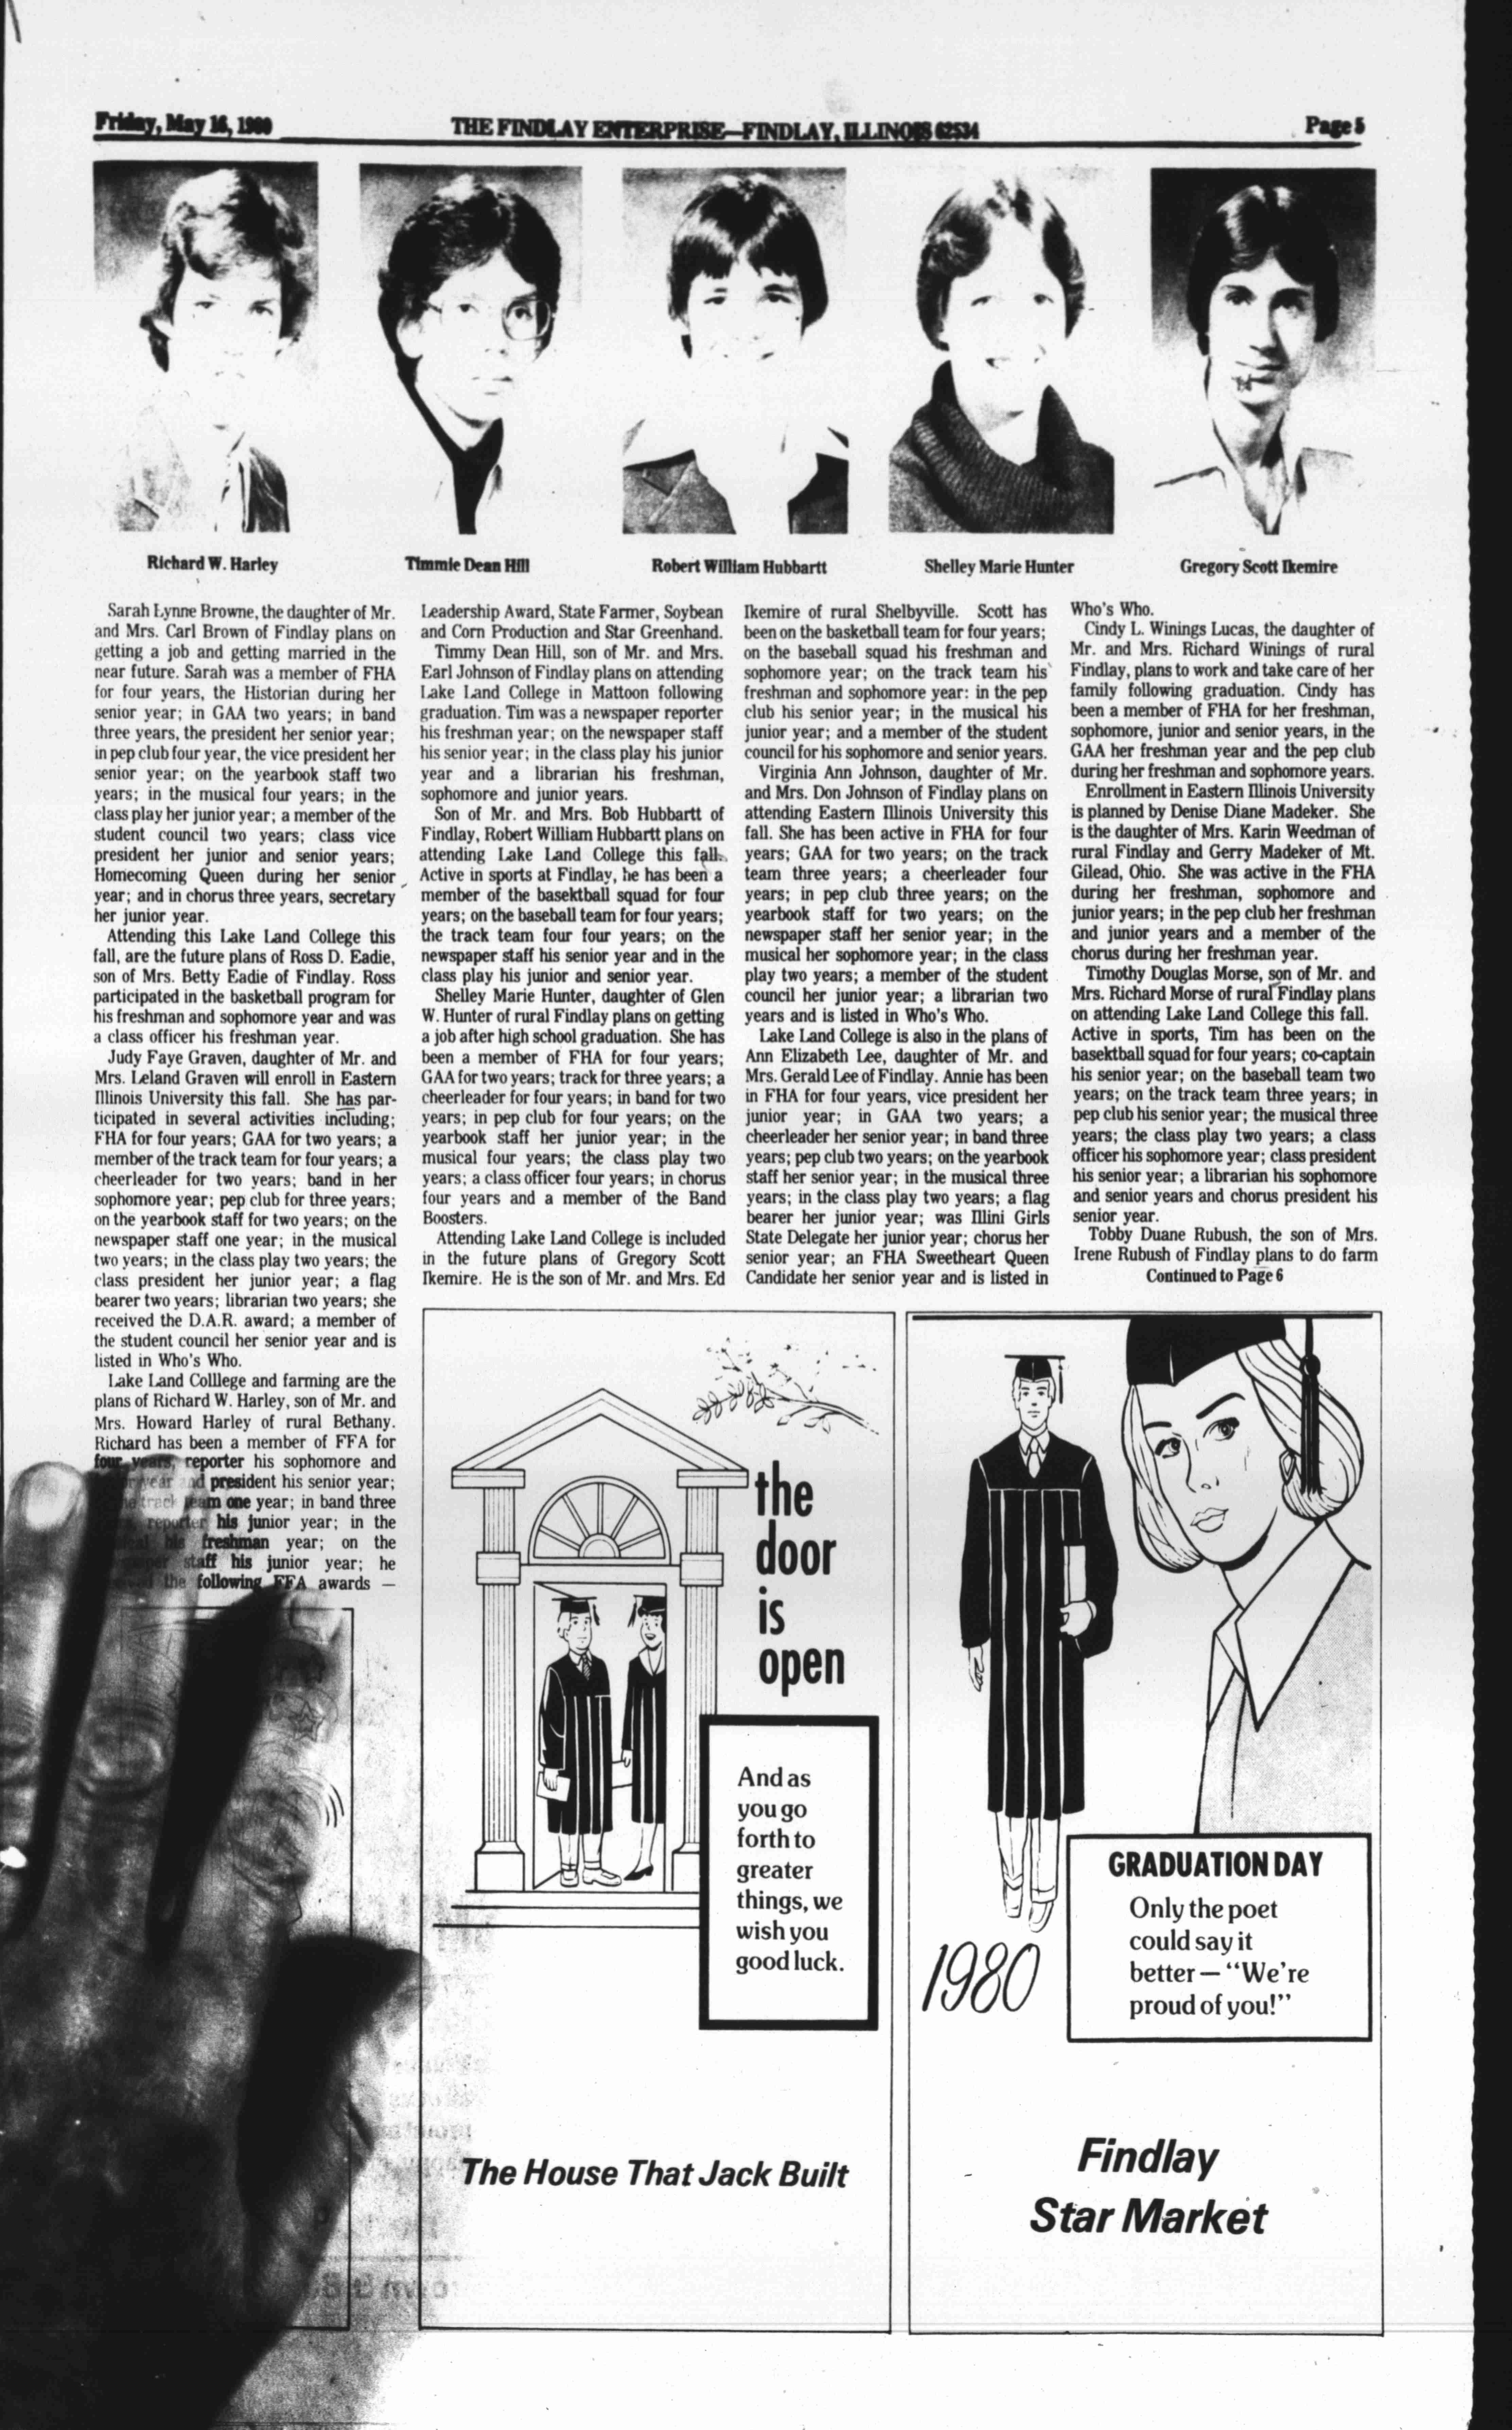 Friday, May 16, 1980
THE FINDLAY ENTERPRISE—FINDLAY, ILLINOIS 62534
Page 5
Richard W. Harley
Timmie Dean Hill
Robert William Hubbartt
Shelley Marie Hunter
Gregory Scott Ikemire
Sarah Lynne Browne, the daughter of Mr.
and Mrs. Carl Brown of Findlay plans on
getting a job and getting married in the
near future. Sarah was a member of FHA
for four years, the Historian during her
senior year; in GAA two years; in band
three years, the president her senior year;
in pep club four year, the vice president her
senior year; on the yearbook staff two
years; in the musical four years; in the
class play her junior year; a member of the
student council two years; class vice
president her junior and senior years;
Homecoming Queen during her senior
year; and in chorus three years, secretary
her junior year.
Attending this Lake Land College this
fall, are the future plans of Ross D. Eadie,
son of Mrs. Betty Eadie of Findlay. Ross
participated in the basketball program for
his freshman and sophomore year and was
a class officer his freshman year.
Judy Faye Graven, daughter of Mr. and
Mrs. Leland Graven will enroll in Eastern
Illinois University this fall. She has par-
ticipated in several activities including;
FHA for four years; GAA for two years; a
member of the track team for four years; a
cheerleader for two years; band in her
sophomore year; pep club for three years;
on the yearbook staff for two years; on the
newspaper staff one year; in the musical
two years; in the class play two years; the
class president her junior year; a flag
bearer two years; librarian two years; she
received the D.A.R. award; a member of
the student council her senior year and is
listed in Who's Who.
Lake Land Colllege and farming are the
plans of Richard W. Harley, son of Mr. and
Mrs. Howard Harley of rural Bethany.
Richard has been a member of FFA for
four years, reporter his sophomore and
year and president his senior year;
track team one year; in band three
reporter his junior year; in the
his freshman year; on the
staff his junior year; he
the following FFA awards —
Leadership Award, State Farmer, Soybean
and Corn Production and Star Greenhand.
Timmy Dean Hill, son of Mr. and Mrs.
Earl Johnson of Findlay plans on attending
Lake Land College in Mattoon following
graduation. Tim was a newspaper reporter
his freshman year; on the newspaper staff
his senior year; in the class play his junior
year and a librarian his freshman,
sophomore and junior years.
Son of Mr. and Mrs. Bob Hubbartt of
Findlay, Robert William Hubbartt plans on
attending Lake Land College this fall.
Active in sports at Findlay, he has been a
member of the basektball squad for four
years; on the baseball team for four years;
the track team four four years; on the
newspaper staff his senior year and in the
class play his junior and senior year.
Shelley Marie Hunter, daughter of Glen
W. Hunter of rural Findlay plans on getting
a job after high school graduation. She has
been a member of FHA for four years;
GAA for two years; track for three years; a
cheerleader for four years; in band for two
years; in pep club for four years; on the
yearbook staff her junior year; in the
musical four years; the class play two
years; a class officer four years; in chorus
four years and a member of the Band
Boosters.
Attending Lake Land College is included
in the future plans of Gregory Scott
Ikemire. He is the son of Mr. and Mrs. Ed
Ikemire of rural Shelbyville. Scott has
been on the basketball team for four years;
on the baseball squad his freshman and
sophomore year; on the track team his
freshman and sophomore year: in the pep
club his senior year; in the musical his
junior year; and a member of the student
council for his sophomore and senior years.
Virginia Ann Johnson, daughter of Mr.
and Mrs. Don Johnson of Findlay plans on
attending Eastern Illinois University this
fall. She has been active in FHA for four
years; GAA for two years; on the track
team three years; a cheerleader four
years; in pep club three years; on the
yearbook staff for two years; on the
newspaper staff her senior year; in the
musical her sophomore year; in the class
play two years; a member of the student
council her junior year; a librarian two
years and is listed in Who's Who.
Lake Land College is also in the plans of
Ann Elizabeth Lee, daughter of Mr. and
Mrs. Gerald Lee of Findlay. Annie has been
in FHA for four years, vice president her
junior year; in GAA two years; a
cheerleader her senior year; in band three
years; pep club two years; on the yearbook
staff her senior year; in the musical three
years; in the class play two years; a flag
bearer her junior year; was Illini Girls
State Delegate her junior year; chorus her
senior year; an FHA Sweetheart Queen
Candidate her senior year and is listed in
Who's Who.
Cindy L. Winings Lucas, the daughter of
Mr. and Mrs. Richard Winings of rural
Findlay, plans to work and take care of her
family following graduation. Cindy has
been a member of FHA for her freshman,
sophomore, junior and senior years, in the
GAA her freshman year and the pep club
during her freshman and sophomore years.
Enrollment in Eastern Illinois University
is planned by Denise Diane Madeker. She
is the daughter of Mrs. Karin Weedman of
rural Findlay and Gerry Madeker of Mt.
Gilead, Ohio. She was active in the FHA
during her freshman, sophomore and
junior years; in the pep club her freshman
and junior years and a member of the
chorus during her freshman year.
Timothy Douglas Morse, son of Mr. and
Mrs. Richard Morse of rural Findlay plans
on attending Lake Land College this fall.
Active in sports, Tim has been on the
basektball squad for four years; co-captain
his senior year; on the baseball team two
years; on the track team three years; in
pep club his senior year; the musical three
years; the class play two years; a class
officer his sophomore year; class president
his senior year; a librarian his sophomore
and senior years and chorus president his
senior year.
Tobby Duane Rubush, the son of Mrs.
Irene Rubush of Findlay plans to do farm
Continued to Page 6
the
door
is
open
And as
you go
forth to
greater
things, we
wish you
good luck.
The House That Jack Built
1980
GRADUATION DAY
Only the poet
could say it
better — "We're
proud of you!"
Findlay
Star Market